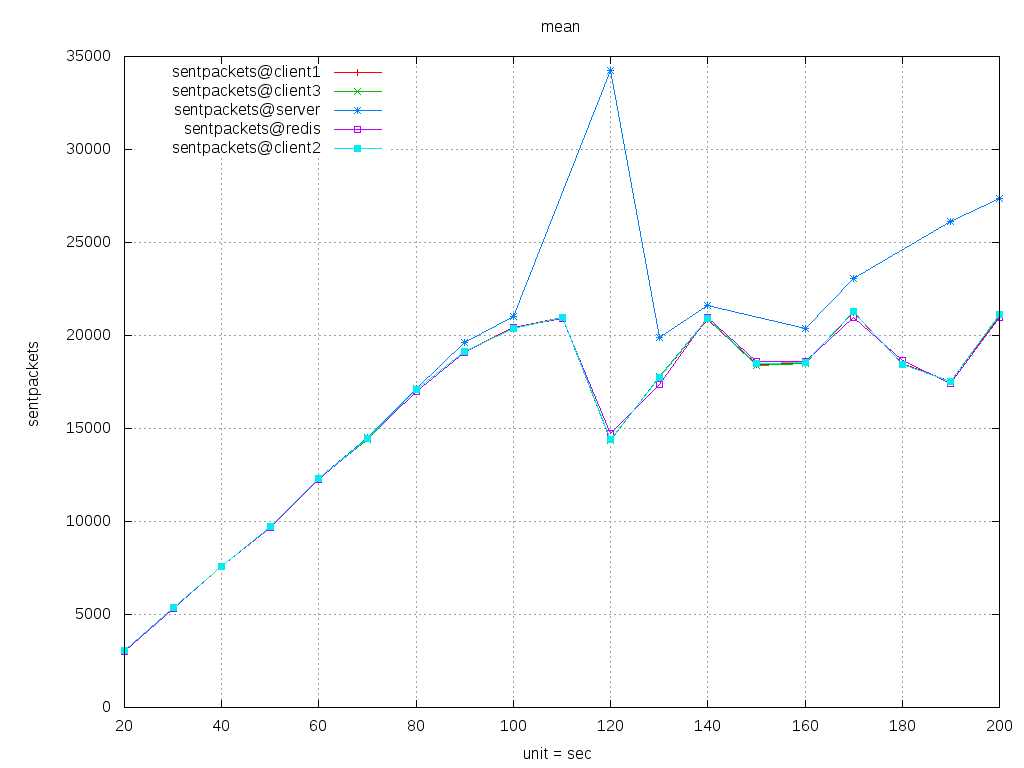 mean
35000
sentpackets@client1
sentpackets@client3
sentpackets@server
sentpackets@redis
sentpackets@client2
30000
25000
20000
15000
10000
5000
0
sentpackets
20 40 60 80 100 120 140 160 180 200
unit = sec